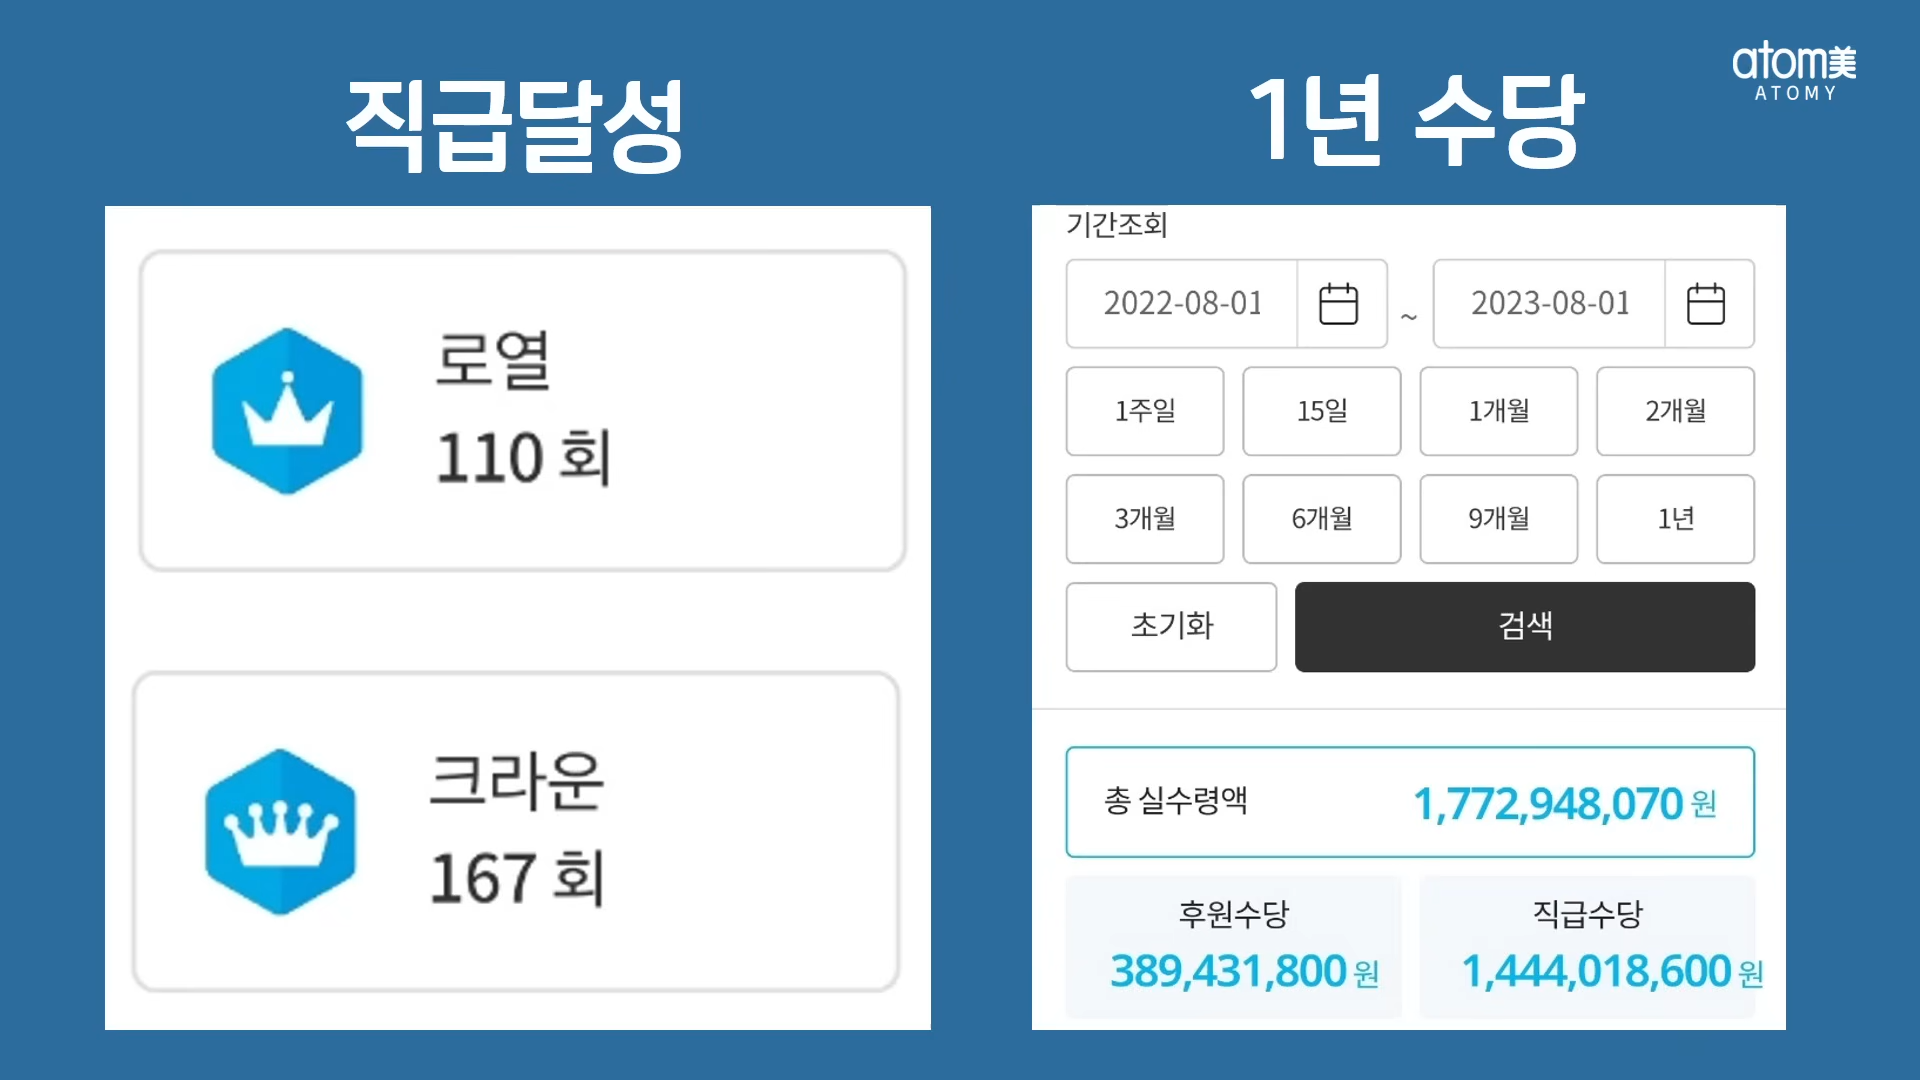 atom美
ATOMY
직급달성
로열
110 회
크라운
167 회
1년 수당
기간조회
2022-08-01 ~ 2023-08-01
1주일 15일 1개월 2개월
3개월 6개월 9개월 1년
초기화 검색
총 실수령액 1,772,948,070 원
후원수당 직급수당
389,431,800 원 1,444,018,600 원